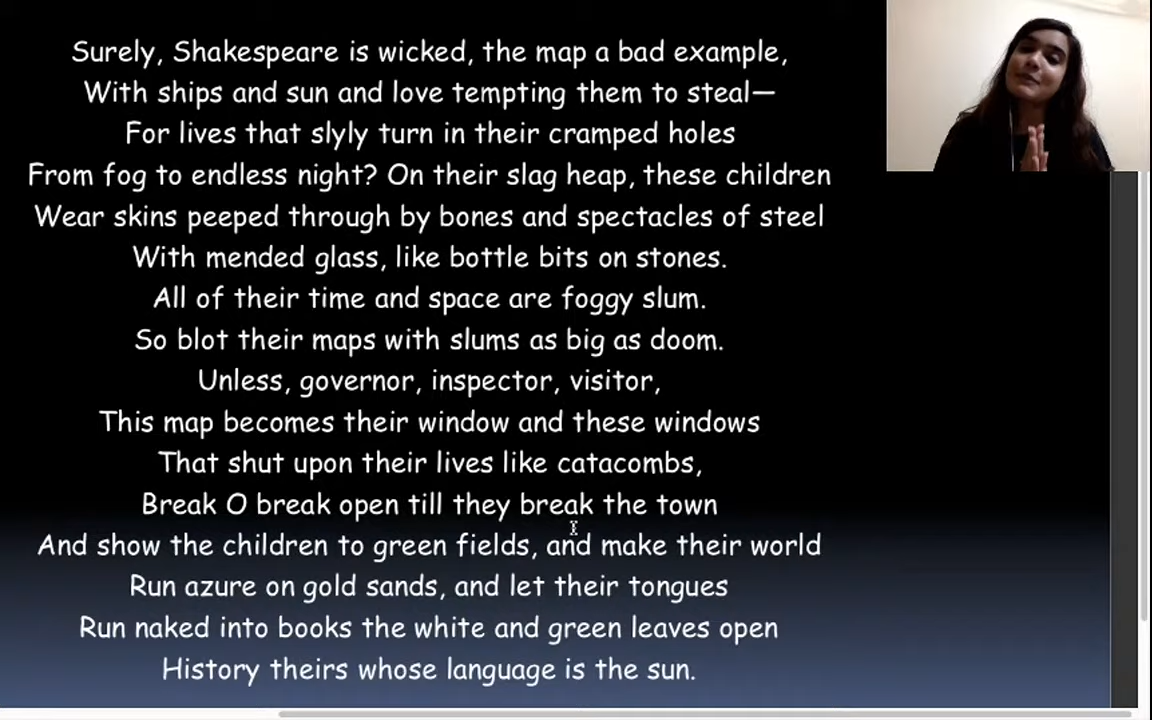 Surely, Shakespeare is wicked, the map a bad example,
With ships and sun and love tempting them to steal—
For lives that slyly turn in their cramped holes
From fog to endless night? On their slag heap, these children
Wear skins peeped through by bones and spectacles of steel
With mended glass, like bottle bits on stones.
All of their time and space are foggy slum.
So blot their maps with slums as big as doom.
Unless, governor, inspector, visitor,
This map becomes their window and these windows
That shut upon their lives like catacombs,
Break O break open till they break the town
And show the children to green fields, and make their world
Run azure on gold sands, and let their tongues
Run naked into books the white and green leaves open
History theirs whose language is the sun.